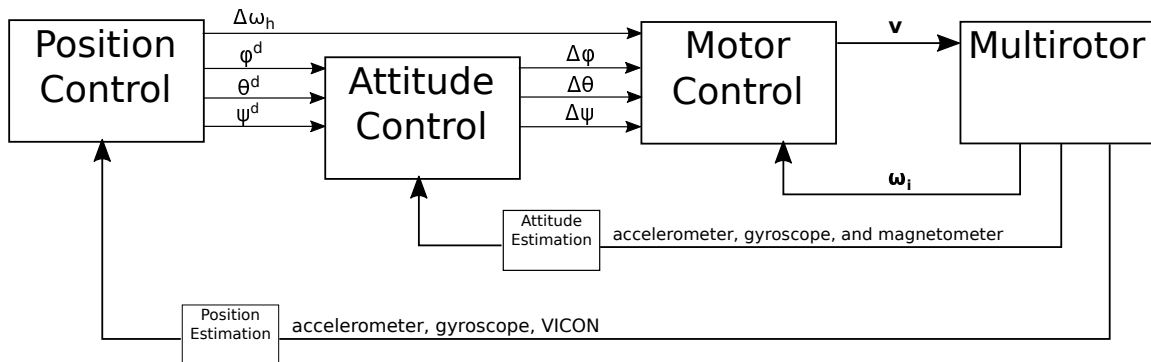 Δω_h
v
Position
Control
φ^d
θ^d
ψ^d
Attitude
Control
Δφ
Δθ
Δψ
Motor
Control
Multirotor
ω_i
Attitude
Estimation
accelerometer, gyroscope, and magnetometer
Position
Estimation
accelerometer, gyroscope, VICON